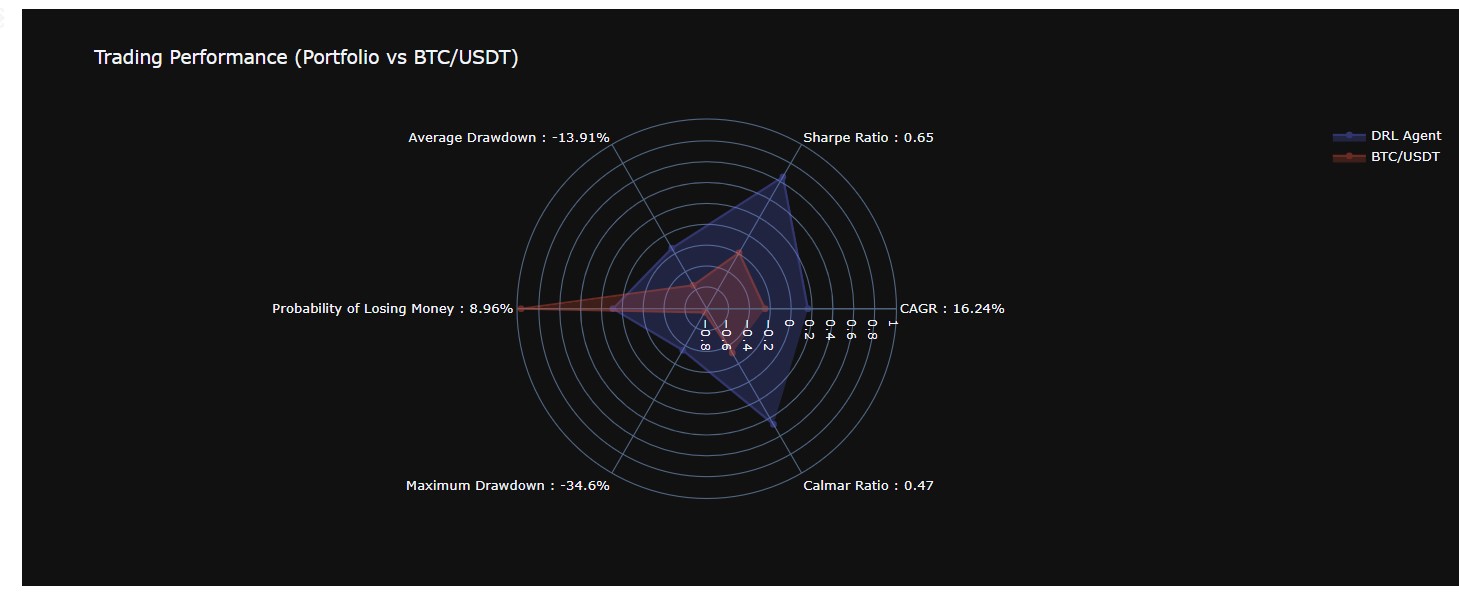 Trading Performance (Portfolio vs BTC/USDT)
Average Drawdown : -13.91%
Sharpe Ratio : 0.65
DRL Agent
BTC/USDT
Probability of Losing Money : 8.96%
CAGR : 16.24%
−0.8
−0.6
−0.4
−0.2
0
0.2
0.4
0.6
0.8
1
Maximum Drawdown : -34.6%
Calmar Ratio : 0.47